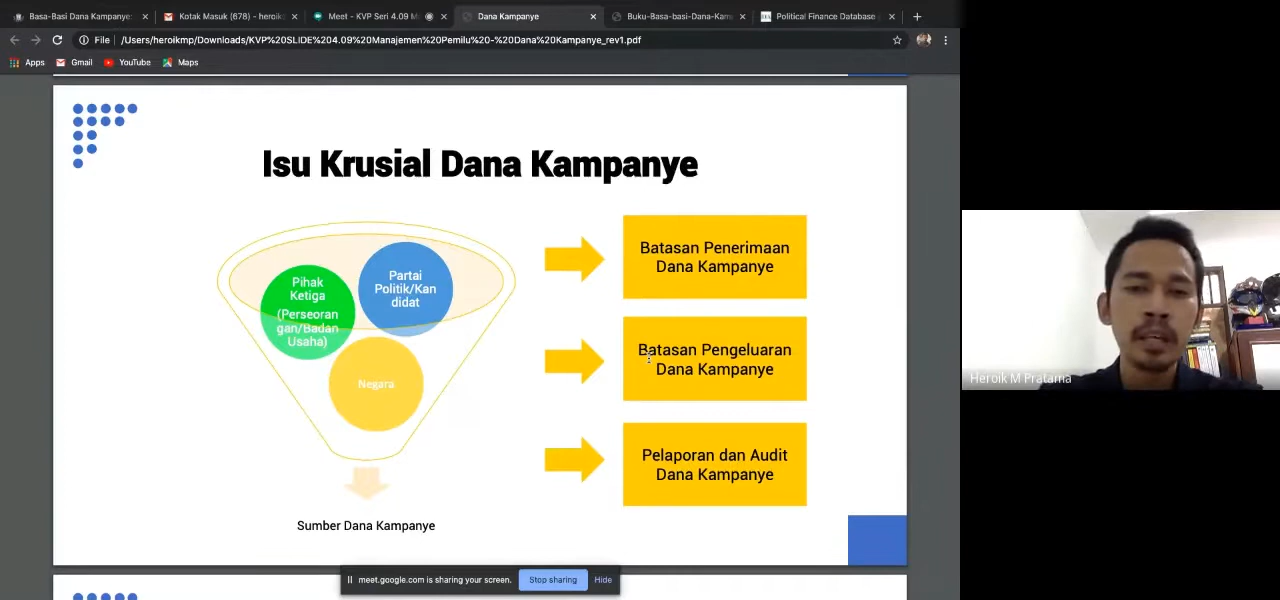 Basa-Basi Dana Kampanye:
Kotak Masuk (678) - heroik
Meet - KVP Seri 4.09 M
Dana Kampanye
Buku-Basa-basi-Dana-Kam
Political Finance Database
File /Users/heroikmp/Downloads/KVP%20SLIDE%204.09%20Manajemen%20Pemilu%20-%20Dana%20Kampanye_rev1.pdf
Apps Gmail YouTube Maps
Isu Krusial Dana Kampanye
Pihak
Ketiga
(Perseoran
gan/Badan
Usaha)
Partai
Politik/Kan
didat
Negara
Sumber Dana Kampanye
Batasan Penerimaan
Dana Kampanye
Batasan Pengeluaran
Dana Kampanye
Pelaporan dan Audit
Dana Kampanye
Heroik M Pratama
meet.google.com is sharing your screen. Stop sharing Hide